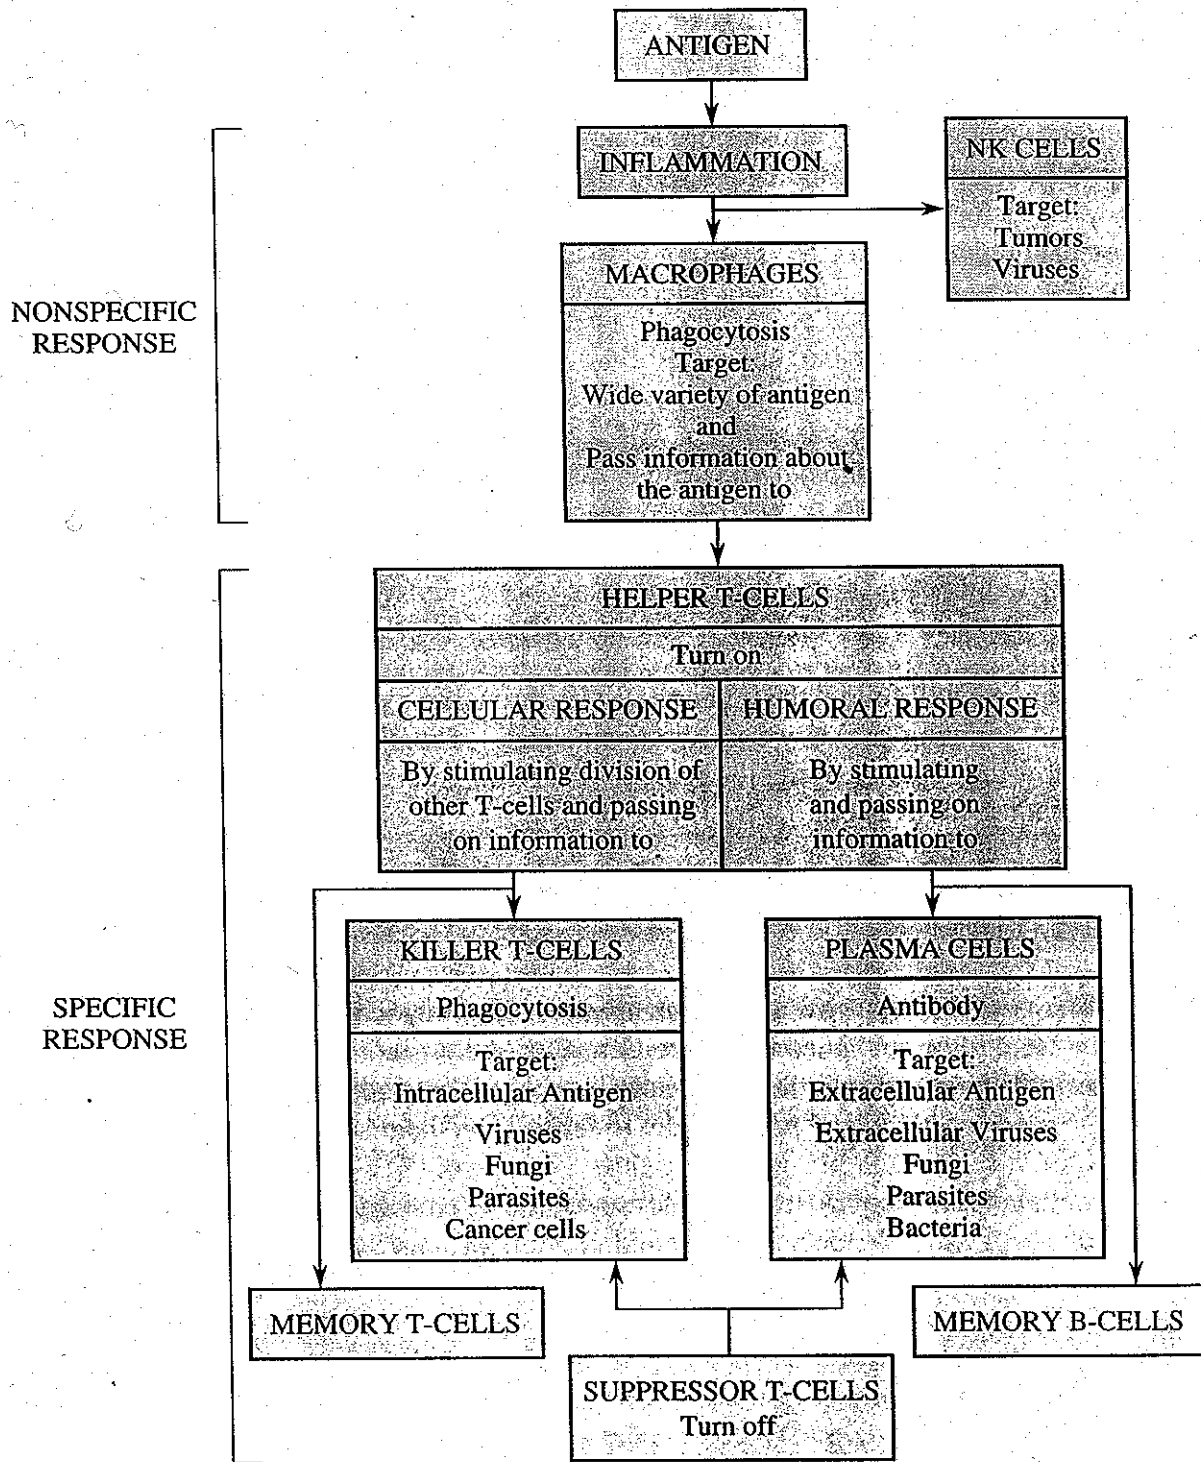 ANTIGEN
INFLAMMATION
NK CELLS
Target:
Tumors
Viruses
MACROPHAGES
Phagocytosis
Target:
Wide variety of antigen
and
Pass information about
the antigen to
NONSPECIFIC
RESPONSE
HELPER T-CELLS
Turn on
CELLULAR RESPONSE
By stimulating division of
other T-cells and passing
on information to
HUMORAL RESPONSE
By stimulating
and passing on
information to
SPECIFIC
RESPONSE
KILLER T-CELLS
Phagocytosis
Target:
Intracellular Antigen
Viruses
Fungi
Parasites
Cancer cells
PLASMA CELLS
Antibody
Target:
Extracellular Antigen
Extracellular Viruses
Fungi
Parasites
Bacteria
MEMORY T-CELLS
MEMORY B-CELLS
SUPPRESSOR T-CELLS
Turn off